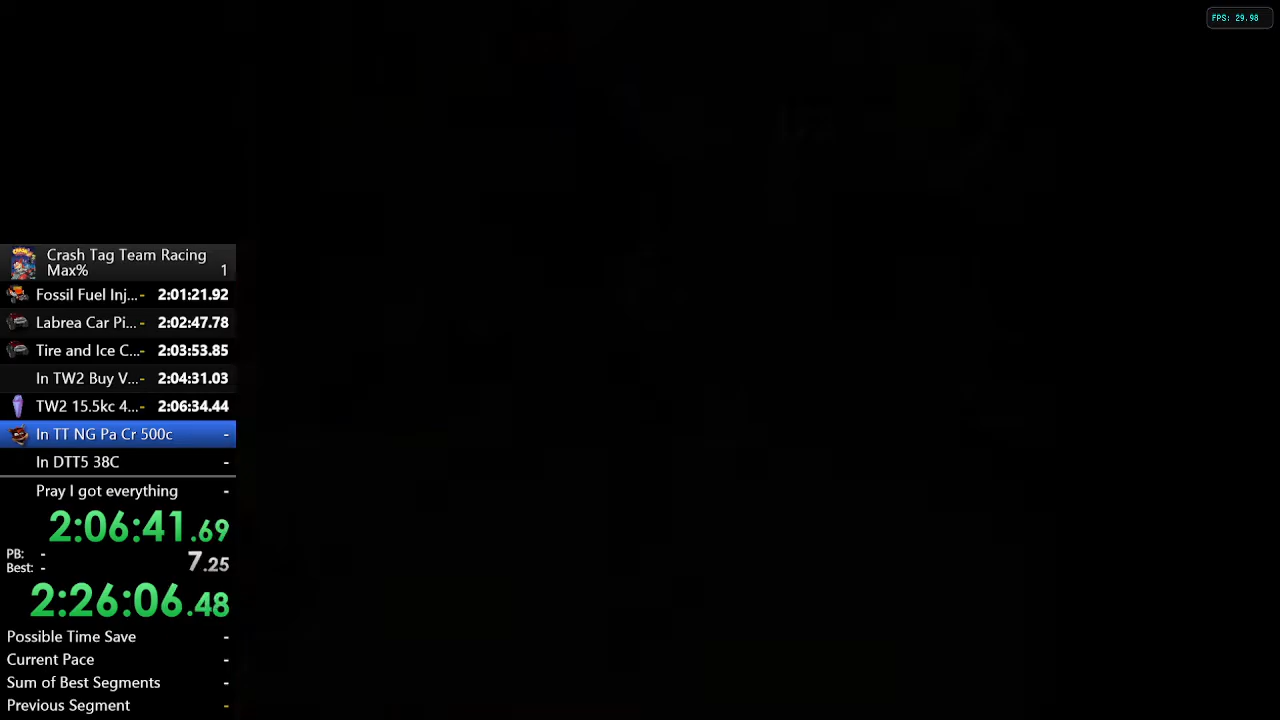 FPS: 29.98
Crash Tag Team Racing
Max% 1
Fossil Fuel Inj... - 2:01:21.92
Labrea Car Pi... - 2:02:47.78
Tire and Ice C... - 2:03:53.85
In TW2 Buy V... - 2:04:31.03
TW2 15.5kc 4... - 2:06:34.44
In TT NG Pa Cr 500c -
In DTT5 38C -
Pray I got everything -
2:06:41.69
PB: -
Best: - 7.25
2:26:06.48
Possible Time Save -
Current Pace -
Sum of Best Segments -
Previous Segment -